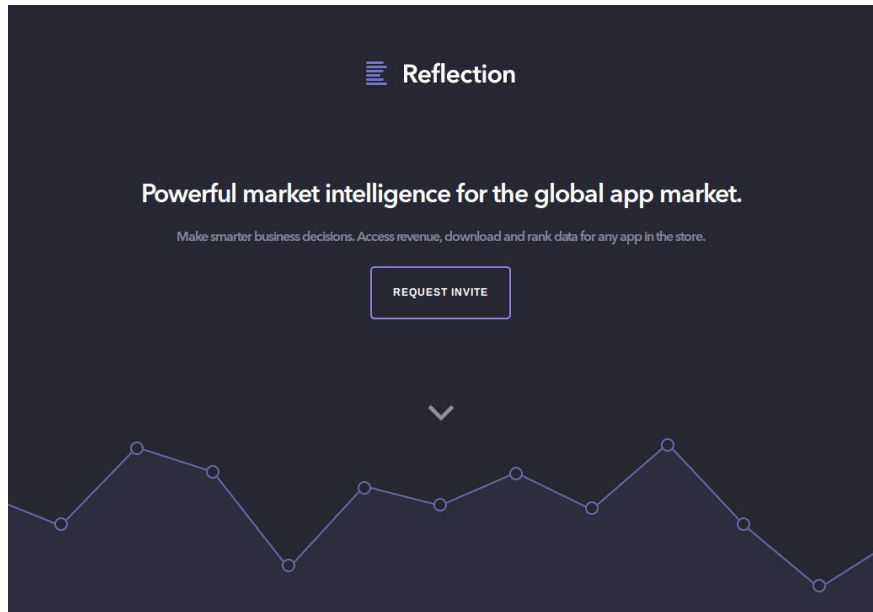 Reflection
Powerful market intelligence for the global app market.
Make smarter business decisions. Access revenue, download and rank data for any app in the store.
REQUEST INVITE